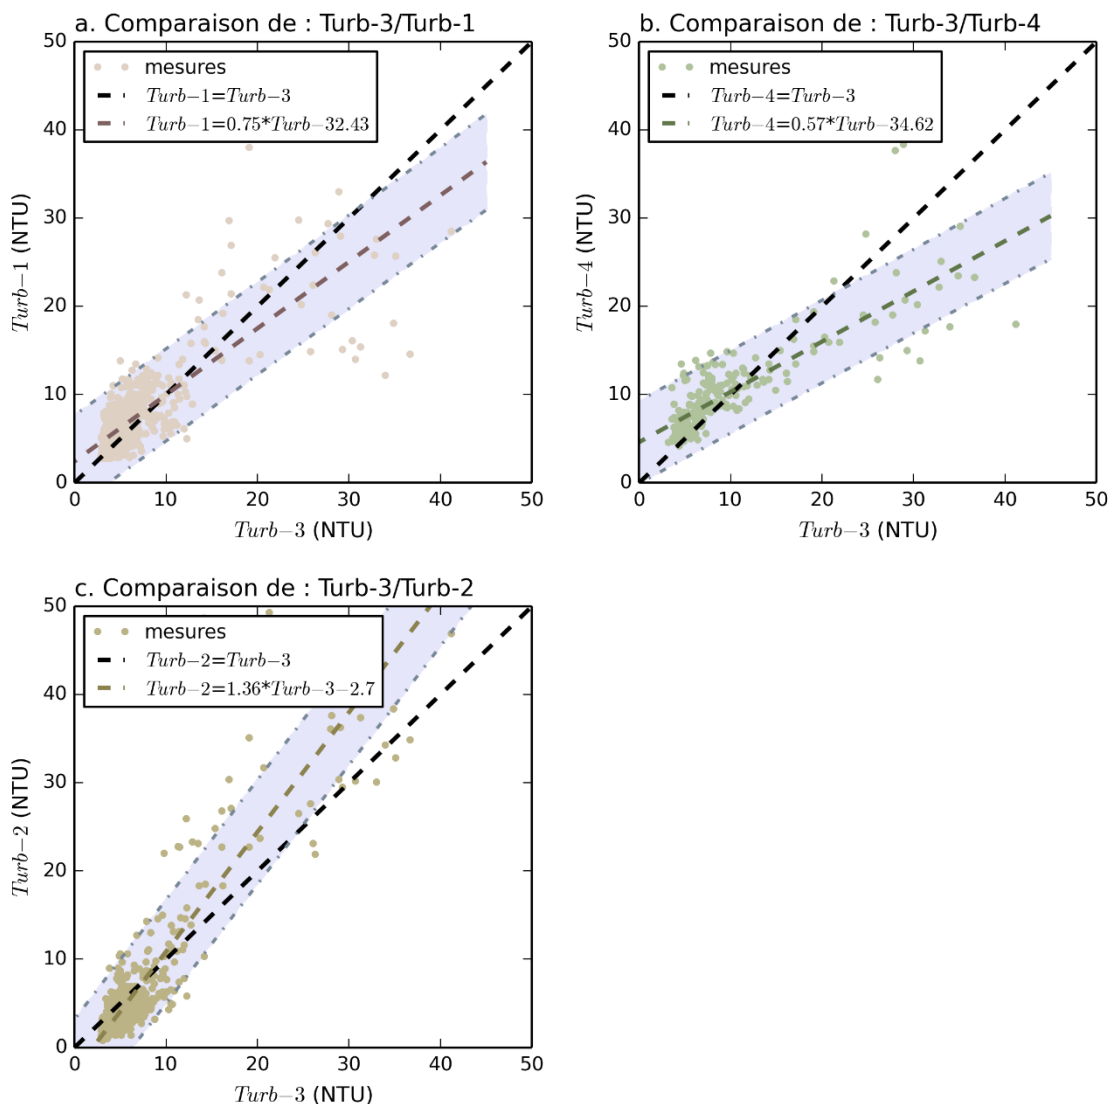 a. Comparaison de : Turb-3/Turb-1
50
40
30
20
10
0
mesures
Turb−1=Turb−3
Turb−1=0.75*Turb−32.43
Turb−1 (NTU)
0 10 20 30 40 50
Turb−3 (NTU)
b. Comparaison de : Turb-3/Turb-4
50
40
30
20
10
0
mesures
Turb−4=Turb−3
Turb−4=0.57*Turb−34.62
Turb−4 (NTU)
0 10 20 30 40 50
Turb−3 (NTU)
c. Comparaison de : Turb-3/Turb-2
50
40
30
20
10
0
mesures
Turb−2=Turb−3
Turb−2=1.36*Turb−3−2.7
Turb−2 (NTU)
0 10 20 30 40 50
Turb−3 (NTU)